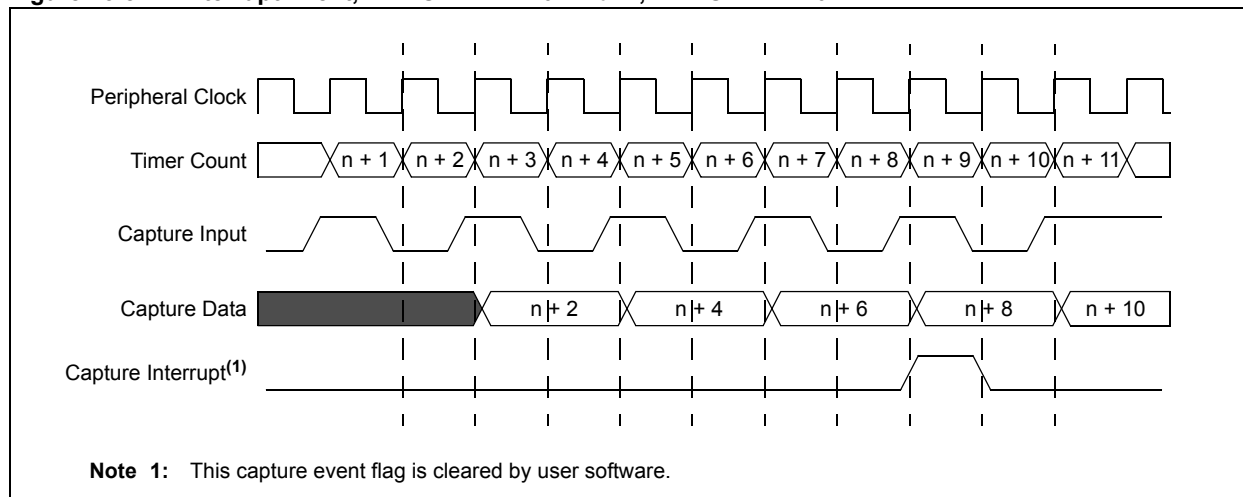 Peripheral Clock
Timer Count
n + 1 n + 2 n + 3 n + 4 n + 5 n + 6 n + 7 n + 8 n + 9 n + 10 n + 11
Capture Input
Capture Data
n + 2 n + 4 n + 6 n + 8 n + 10
Capture Interrupt(1)
Note 1: This capture event flag is cleared by user software.